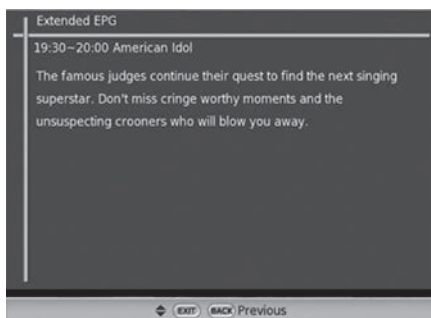 Extended EPG
19:30~20:00 American Idol
The famous judges continue their quest to find the next singing
superstar. Don't miss cringe worthy moments and the
unsuspecting crooners who will blow you away.
EXIT BACK Previous